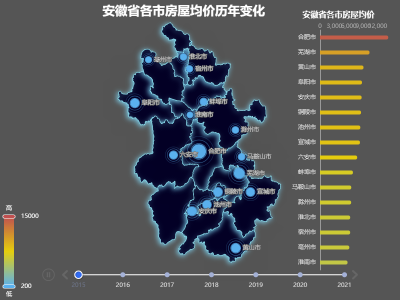 安徽省各市房屋均价历年变化
安徽省各市房屋均价
0 3,000 6,000 9,000 12,000
合肥市
芜湖市
黄山市
阜阳市
安庆市
铜陵市
池州市
宣城市
六安市
蚌埠市
马鞍山市
滁州市
淮北市
宿州市
亳州市
淮南市
亳州市
淮北市
宿州市
阜阳市
蚌埠市
淮南市
滁州市
六安市
合肥市
马鞍山市
芜湖市
铜陵市
宣城市
池州市
安庆市
黄山市
高
15000
200
低
2015 2016 2017 2018 2019 2020 2021